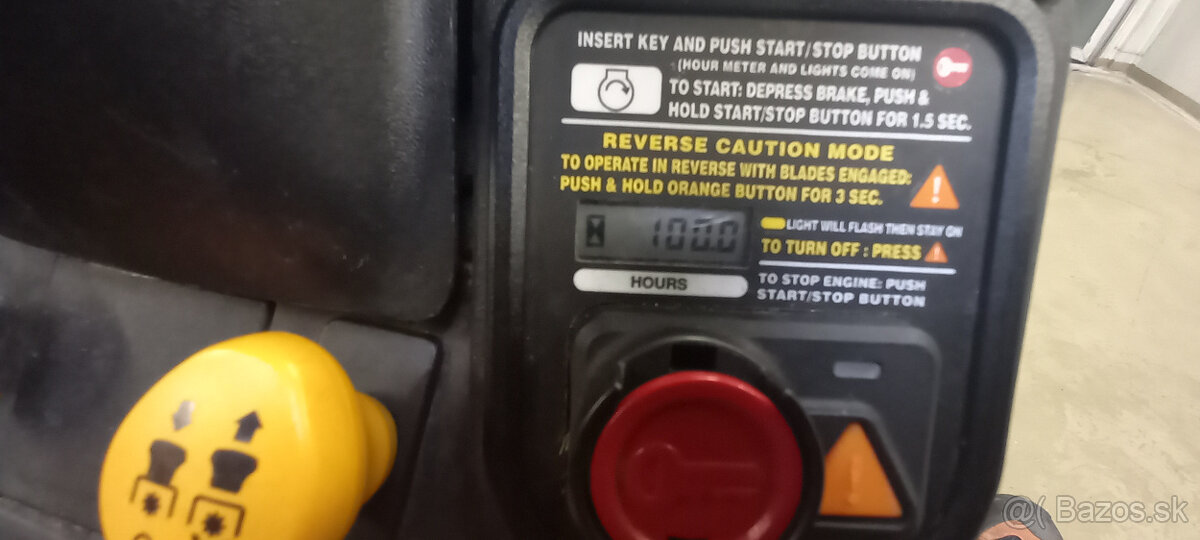 INSERT KEY AND PUSH START/STOP BUTTON
(HOUR METER AND LIGHTS COME ON)
TO START: DEPRESS BRAKE, PUSH &
HOLD START/STOP BUTTON FOR 1.5 SEC.
REVERSE CAUTION MODE
TO OPERATE IN REVERSE WITH BLADES ENGAGED:
PUSH & HOLD ORANGE BUTTON FOR 3 SEC.
LIGHT WILL FLASH THEN STAY ON
100.0
TO TURN OFF: PRESS
HOURS
TO STOP ENGINE: PUSH
START/STOP BUTTON
@( Bazos.sk